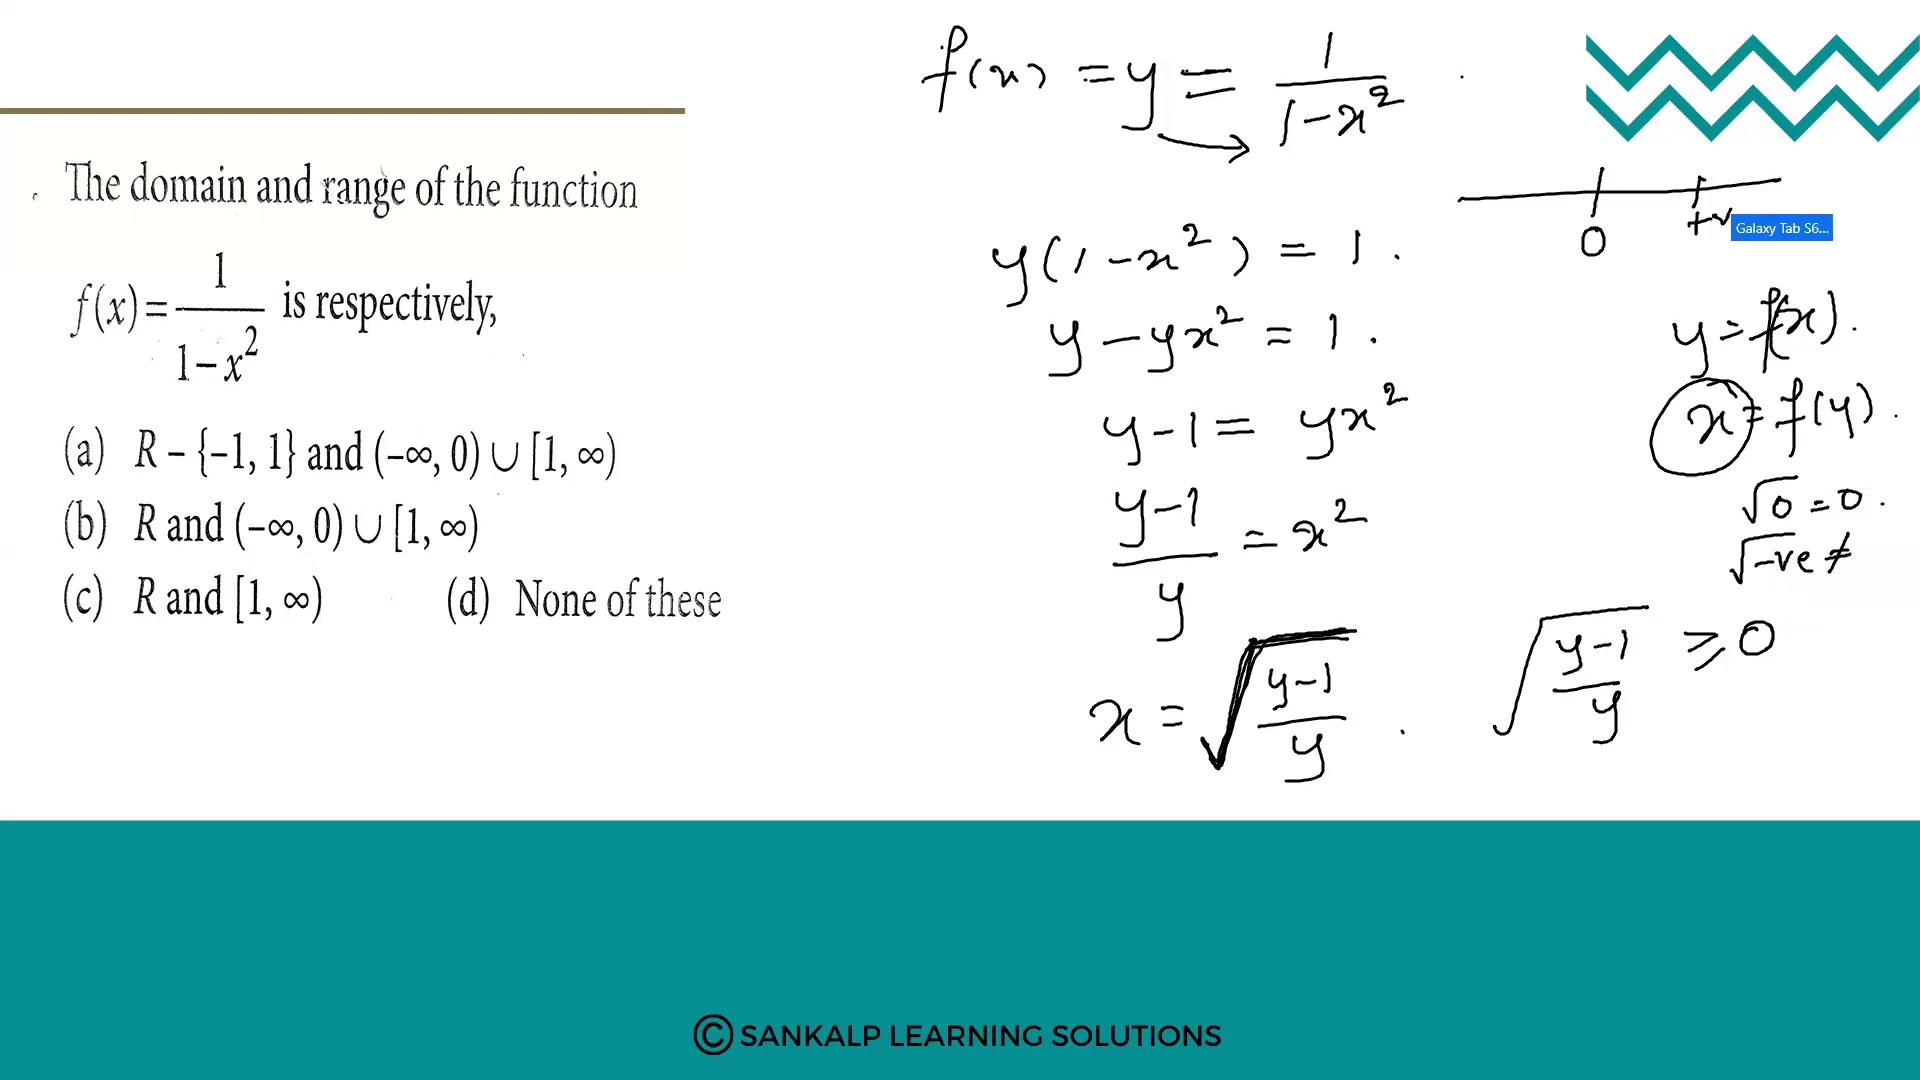 The domain and range of the function
f(x) = 1/(1-x²) is respectively,
(a) R – {–1, 1} and (–∞, 0) ∪ [1, ∞)
(b) R and (–∞, 0) ∪ [1, ∞)
(c) R and [1, ∞) (d) None of these
f(x) = y = 1/(1-x²)
y(1-x²) = 1.
y - yx² = 1.
y-1 = yx²
(y-1)/y = x²
x = √((y-1)/y)
0
Galaxy Tab S6...
y = f(x).
x = f(y).
√0 = 0.
√-ve ≠
√((y-1)/y) ≥ 0
© SANKALP LEARNING SOLUTIONS